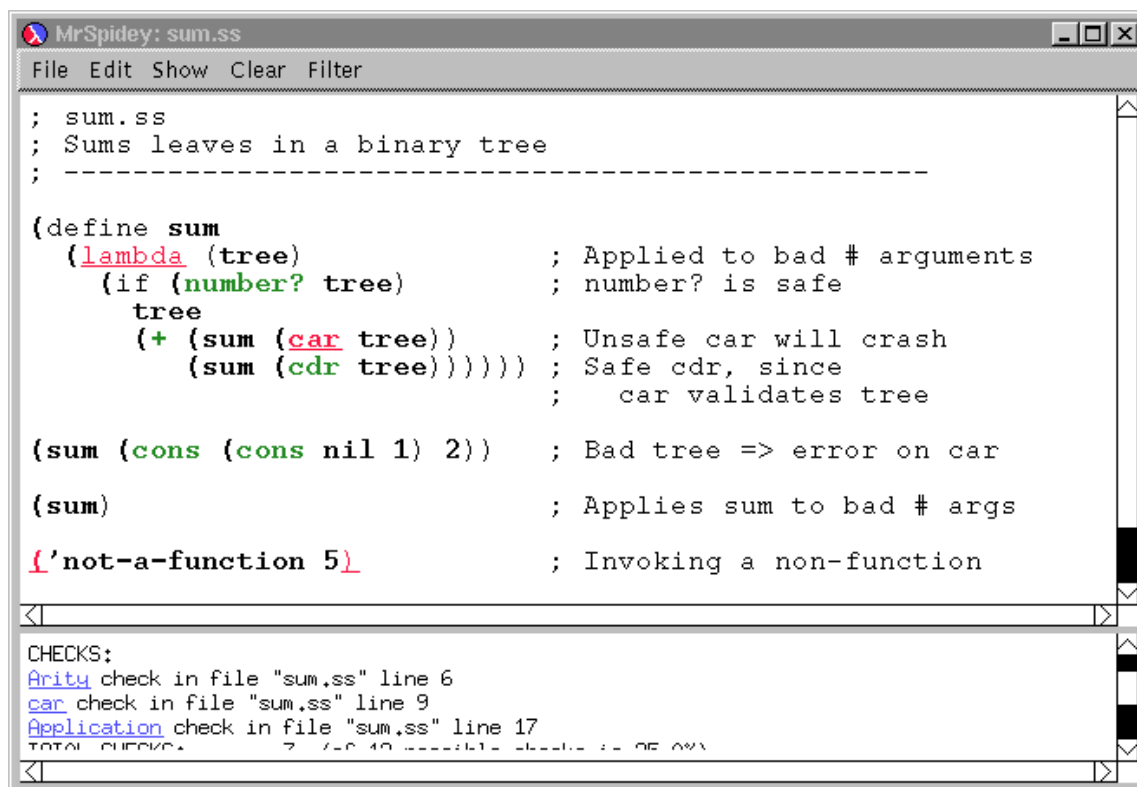 MrSpidey: sum.ss
File Edit Show Clear Filter
; sum.ss
; Sums leaves in a binary tree
; --------------------------------------------------
(define sum
  (lambda (tree)               ; Applied to bad # arguments
    (if (number? tree)         ; number? is safe
      tree
      (+ (sum (car tree))      ; Unsafe car will crash
         (sum (cdr tree)))))) ; Safe cdr, since
                              ;   car validates tree
(sum (cons (cons nil 1) 2))   ; Bad tree => error on car
(sum)                         ; Applies sum to bad # args
('not-a-function 5)           ; Invoking a non-function
CHECKS:
Arity check in file "sum.ss" line 6
car check in file "sum.ss" line 9
Application check in file "sum.ss" line 17
TOTAL CHECKS: